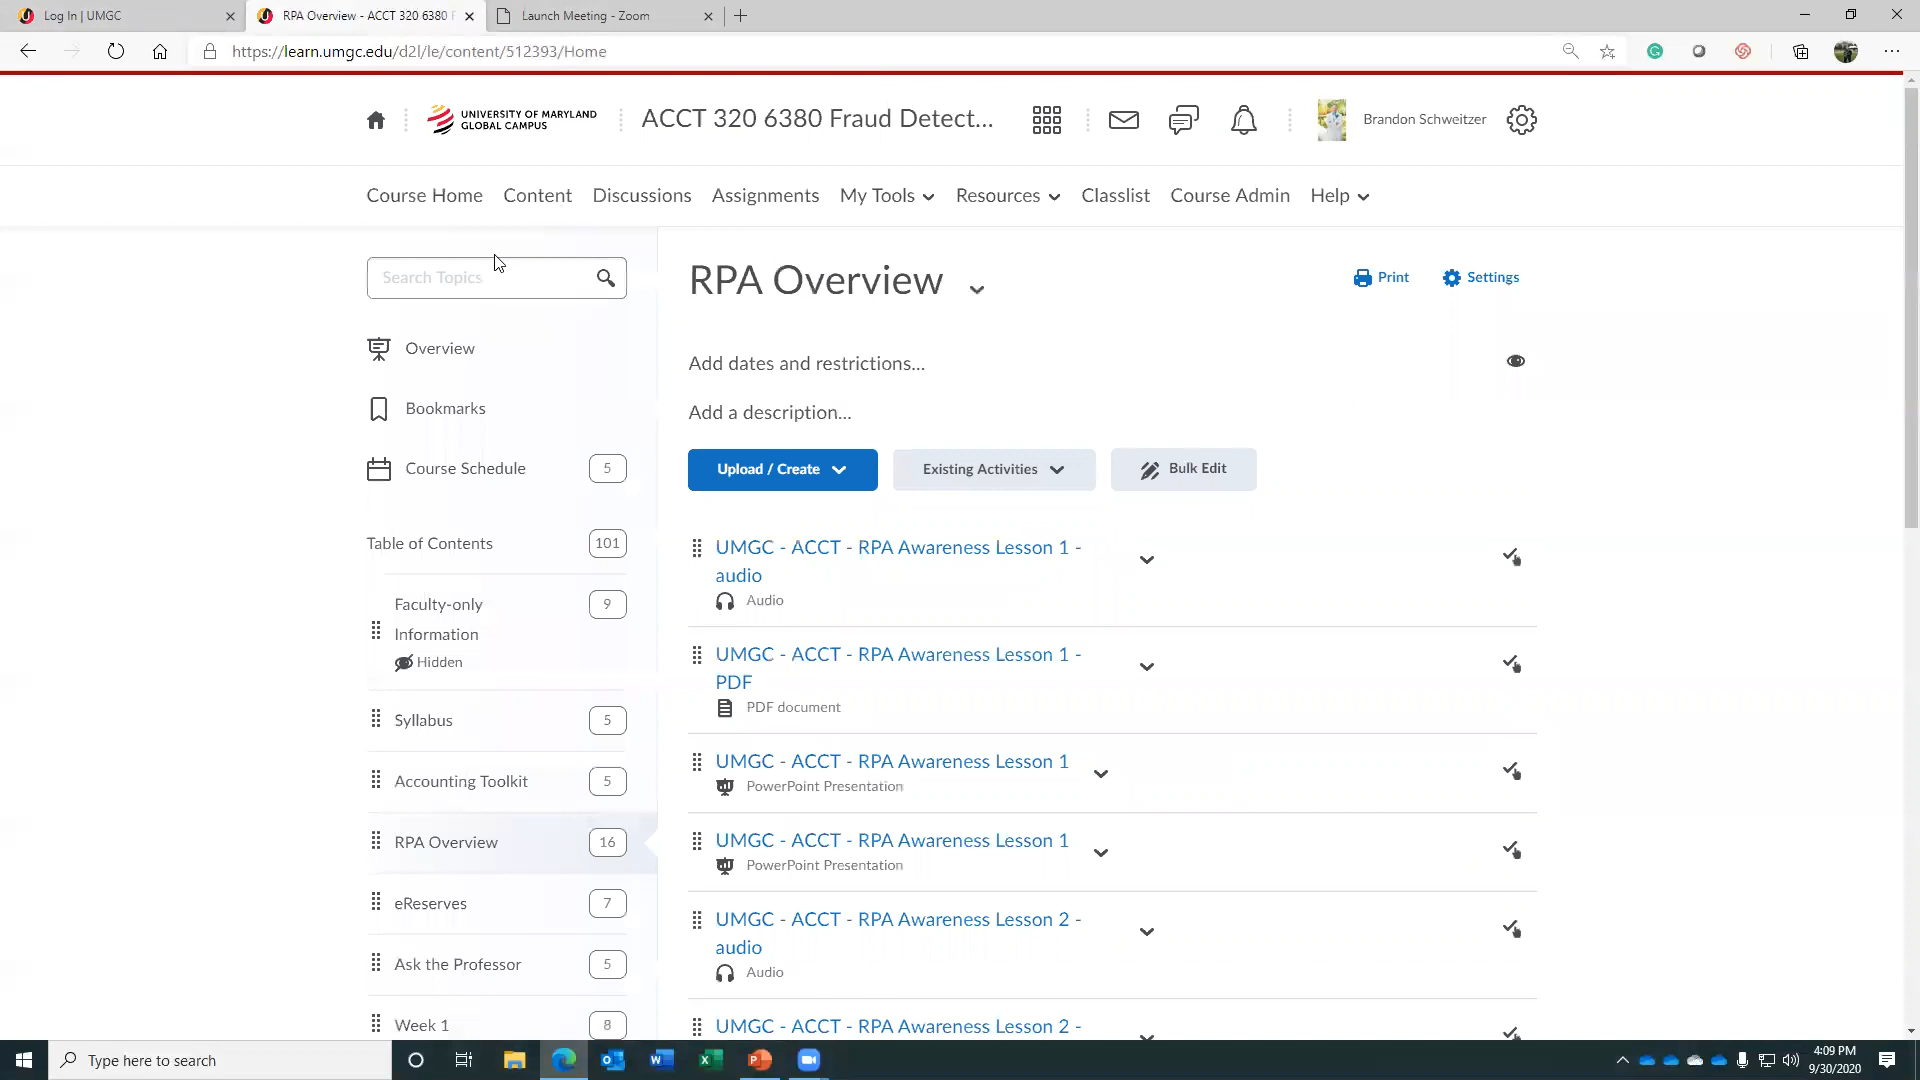 Log In | UMGC
RPA Overview - ACCT 320 6380 F
Launch Meeting - Zoom
https://learn.umgc.edu/d2l/le/content/512393/Home
UNIVERSITY OF MARYLAND
GLOBAL CAMPUS
ACCT 320 6380 Fraud Detect...
Brandon Schweitzer
Course Home
Content
Discussions
Assignments
My Tools
Resources
Classlist
Course Admin
Help
Search Topics
Overview
Bookmarks
Course Schedule
5
Table of Contents
101
Faculty-only
Information
9
Hidden
Syllabus
5
Accounting Toolkit
5
RPA Overview
16
eReserves
7
Ask the Professor
5
Week 1
8
RPA Overview
Print
Settings
Add dates and restrictions...
Add a description...
Upload / Create
Existing Activities
Bulk Edit
UMGC - ACCT - RPA Awareness Lesson 1 -
audio
Audio
UMGC - ACCT - RPA Awareness Lesson 1 -
PDF
PDF document
UMGC - ACCT - RPA Awareness Lesson 1
PowerPoint Presentation
UMGC - ACCT - RPA Awareness Lesson 1
PowerPoint Presentation
UMGC - ACCT - RPA Awareness Lesson 2 -
audio
Audio
UMGC - ACCT - RPA Awareness Lesson 2 -
Type here to search
4:09 PM
9/30/2020